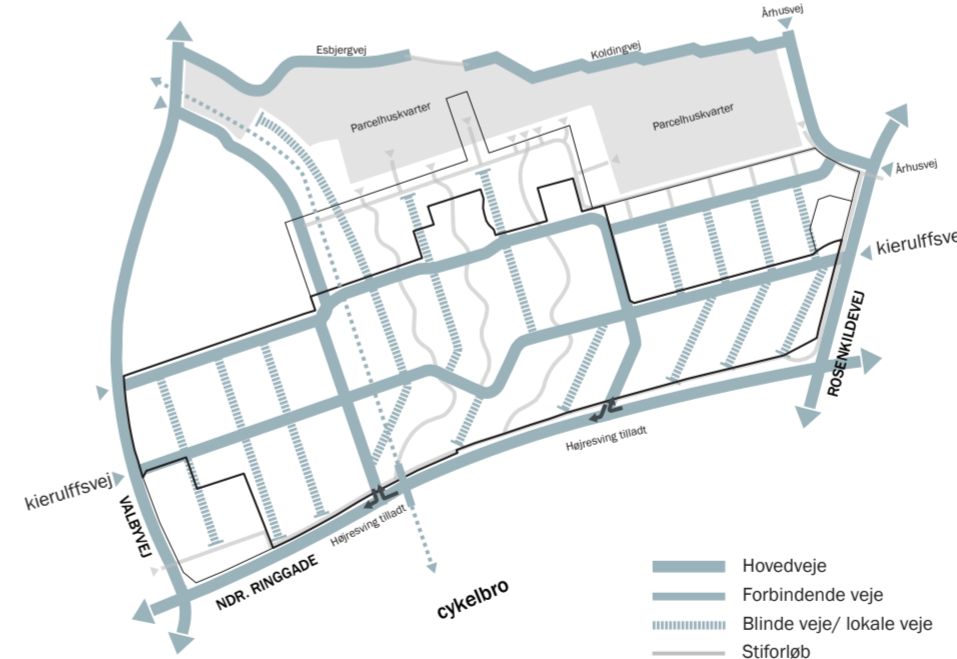 Århusvej
Esbjergvej
Koldingvej
Parcelhuskvarter
Parcelhuskvarter
Århusvej
kierulffsve
ROSENKILDEVEJ
Højresving tilladt
kierulffsvej
VALBYVEJ
Højresving tilladt
NDR. RINGGADE
cykelbro
Hovedveje
Forbindende veje
Blinde veje/ lokale veje
Stiforløb